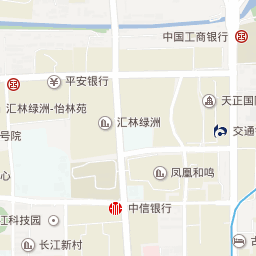 中国工商银行
平安银行
汇林绿洲-怡林苑
天正国
汇林绿洲
号院
交通
凤凰和鸣
心
中信银行
江科技园
长江新村
古